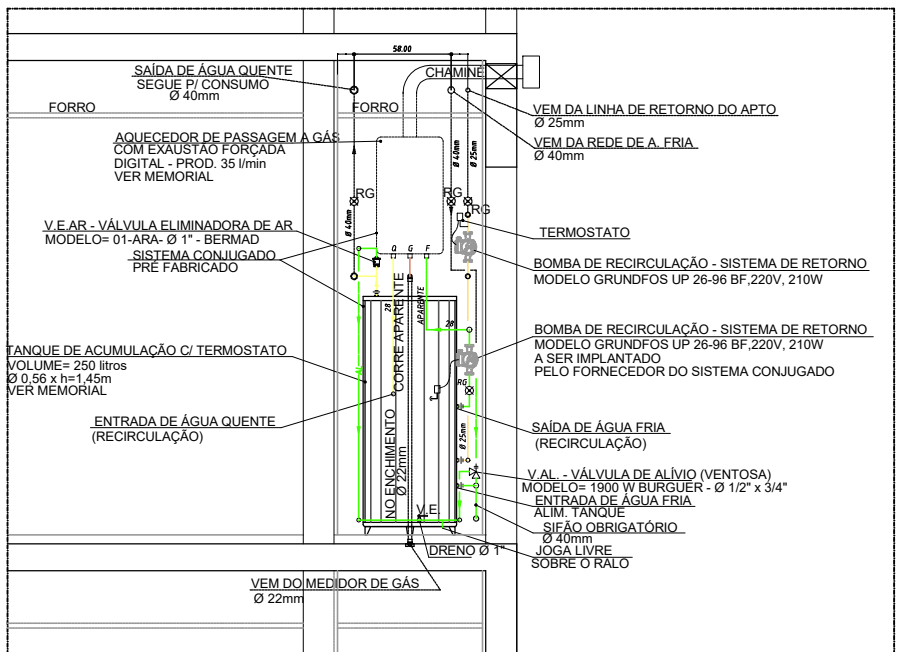 58.00
SAÍDA DE ÁGUA QUENTE
SEGUE P/ CONSUMO
Ø 40mm
CHAMINÉ
FORRO
FORRO
VEM DA LINHA DE RETORNO DO APTO
Ø 25mm
VEM DA REDE DE A. FRIA
Ø 40mm
AQUECEDOR DE PASSAGEM A GÁS
COM EXAUSTÃO FORÇADA
DIGITAL - PROD. 35 l/min
VER MEMORIAL
Ø 40mm
Ø 25mm
RG
RG
RG
Ø 40mm
V.E.AR - VÁLVULA ELIMINADORA DE AR
MODELO= 01-ARA- Ø 1" - BERMAD
TERMOSTATO
SISTEMA CONJUGADO
PRÉ FABRICADO
Q
G
F
BOMBA DE RECIRCULAÇÃO - SISTEMA DE RETORNO
MODELO GRUNDFOS UP 26-96 BF,220V, 210W
28
CORRE APARENTE
APARENTE
28
BOMBA DE RECIRCULAÇÃO - SISTEMA DE RETORNO
MODELO GRUNDFOS UP 26-96 BF,220V, 210W
A SER IMPLANTADO
PELO FORNECEDOR DO SISTEMA CONJUGADO
TANQUE DE ACUMULAÇÃO C/ TERMOSTATO
VOLUME= 250 litros
Ø 0,56 x h=1,45m
VER MEMORIAL
RG
ENTRADA DE ÁGUA QUENTE
(RECIRCULAÇÃO)
SAÍDA DE ÁGUA FRIA
(RECIRCULAÇÃO)
NO ENCHIMENTO
Ø 22mm
Ø 25mm
V.AL. - VÁLVULA DE ALÍVIO (VENTOSA)
MODELO= 1900 W BURGUER - Ø 1/2" x 3/4"
ENTRADA DE ÁGUA FRIA
ALIM. TANQUE
V.E.
SIFÃO OBRIGATÓRIO
Ø 40mm
DRENO Ø 1"
JOGA LIVRE
SOBRE O RALO
VEM DO MEDIDOR DE GÁS
Ø 22mm